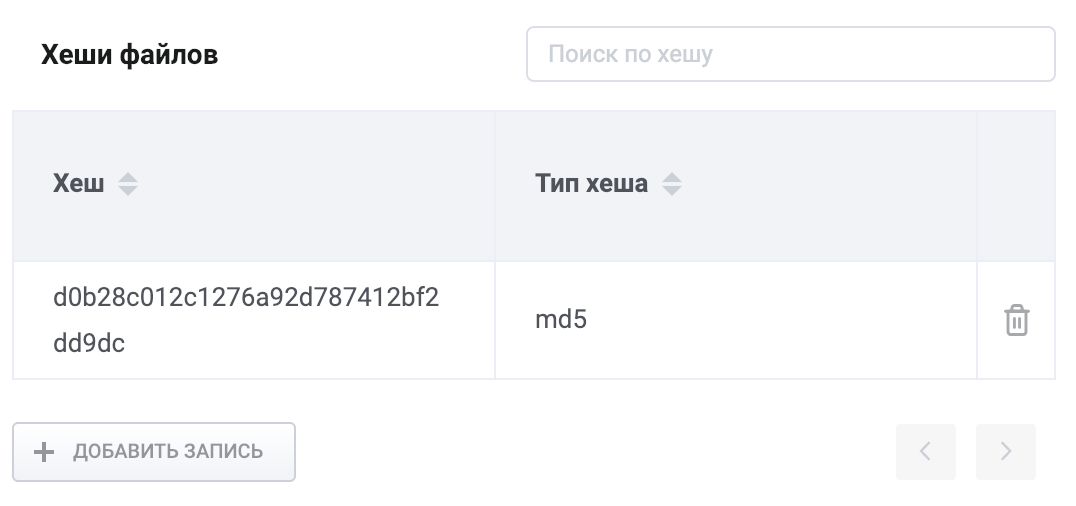 Хеши файлов
Поиск по хешу
Хеш
Тип хеша
d0b28c012c1276a92d787412bf2
dd9dc
md5
ДОБАВИТЬ ЗАПИСЬ